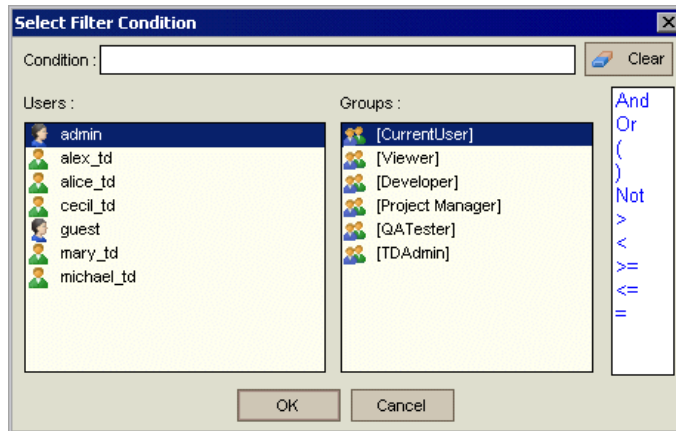 Select Filter Condition
Condition :
Clear
Users :
admin
alex_td
alice_td
cecil_td
guest
mary_td
michael_td
Groups :
[CurrentUser]
[Viewer]
[Developer]
[Project Manager]
[QATester]
[TDAdmin]
And
Or
(
)
Not
>
<
>=
<=
=
OK
Cancel